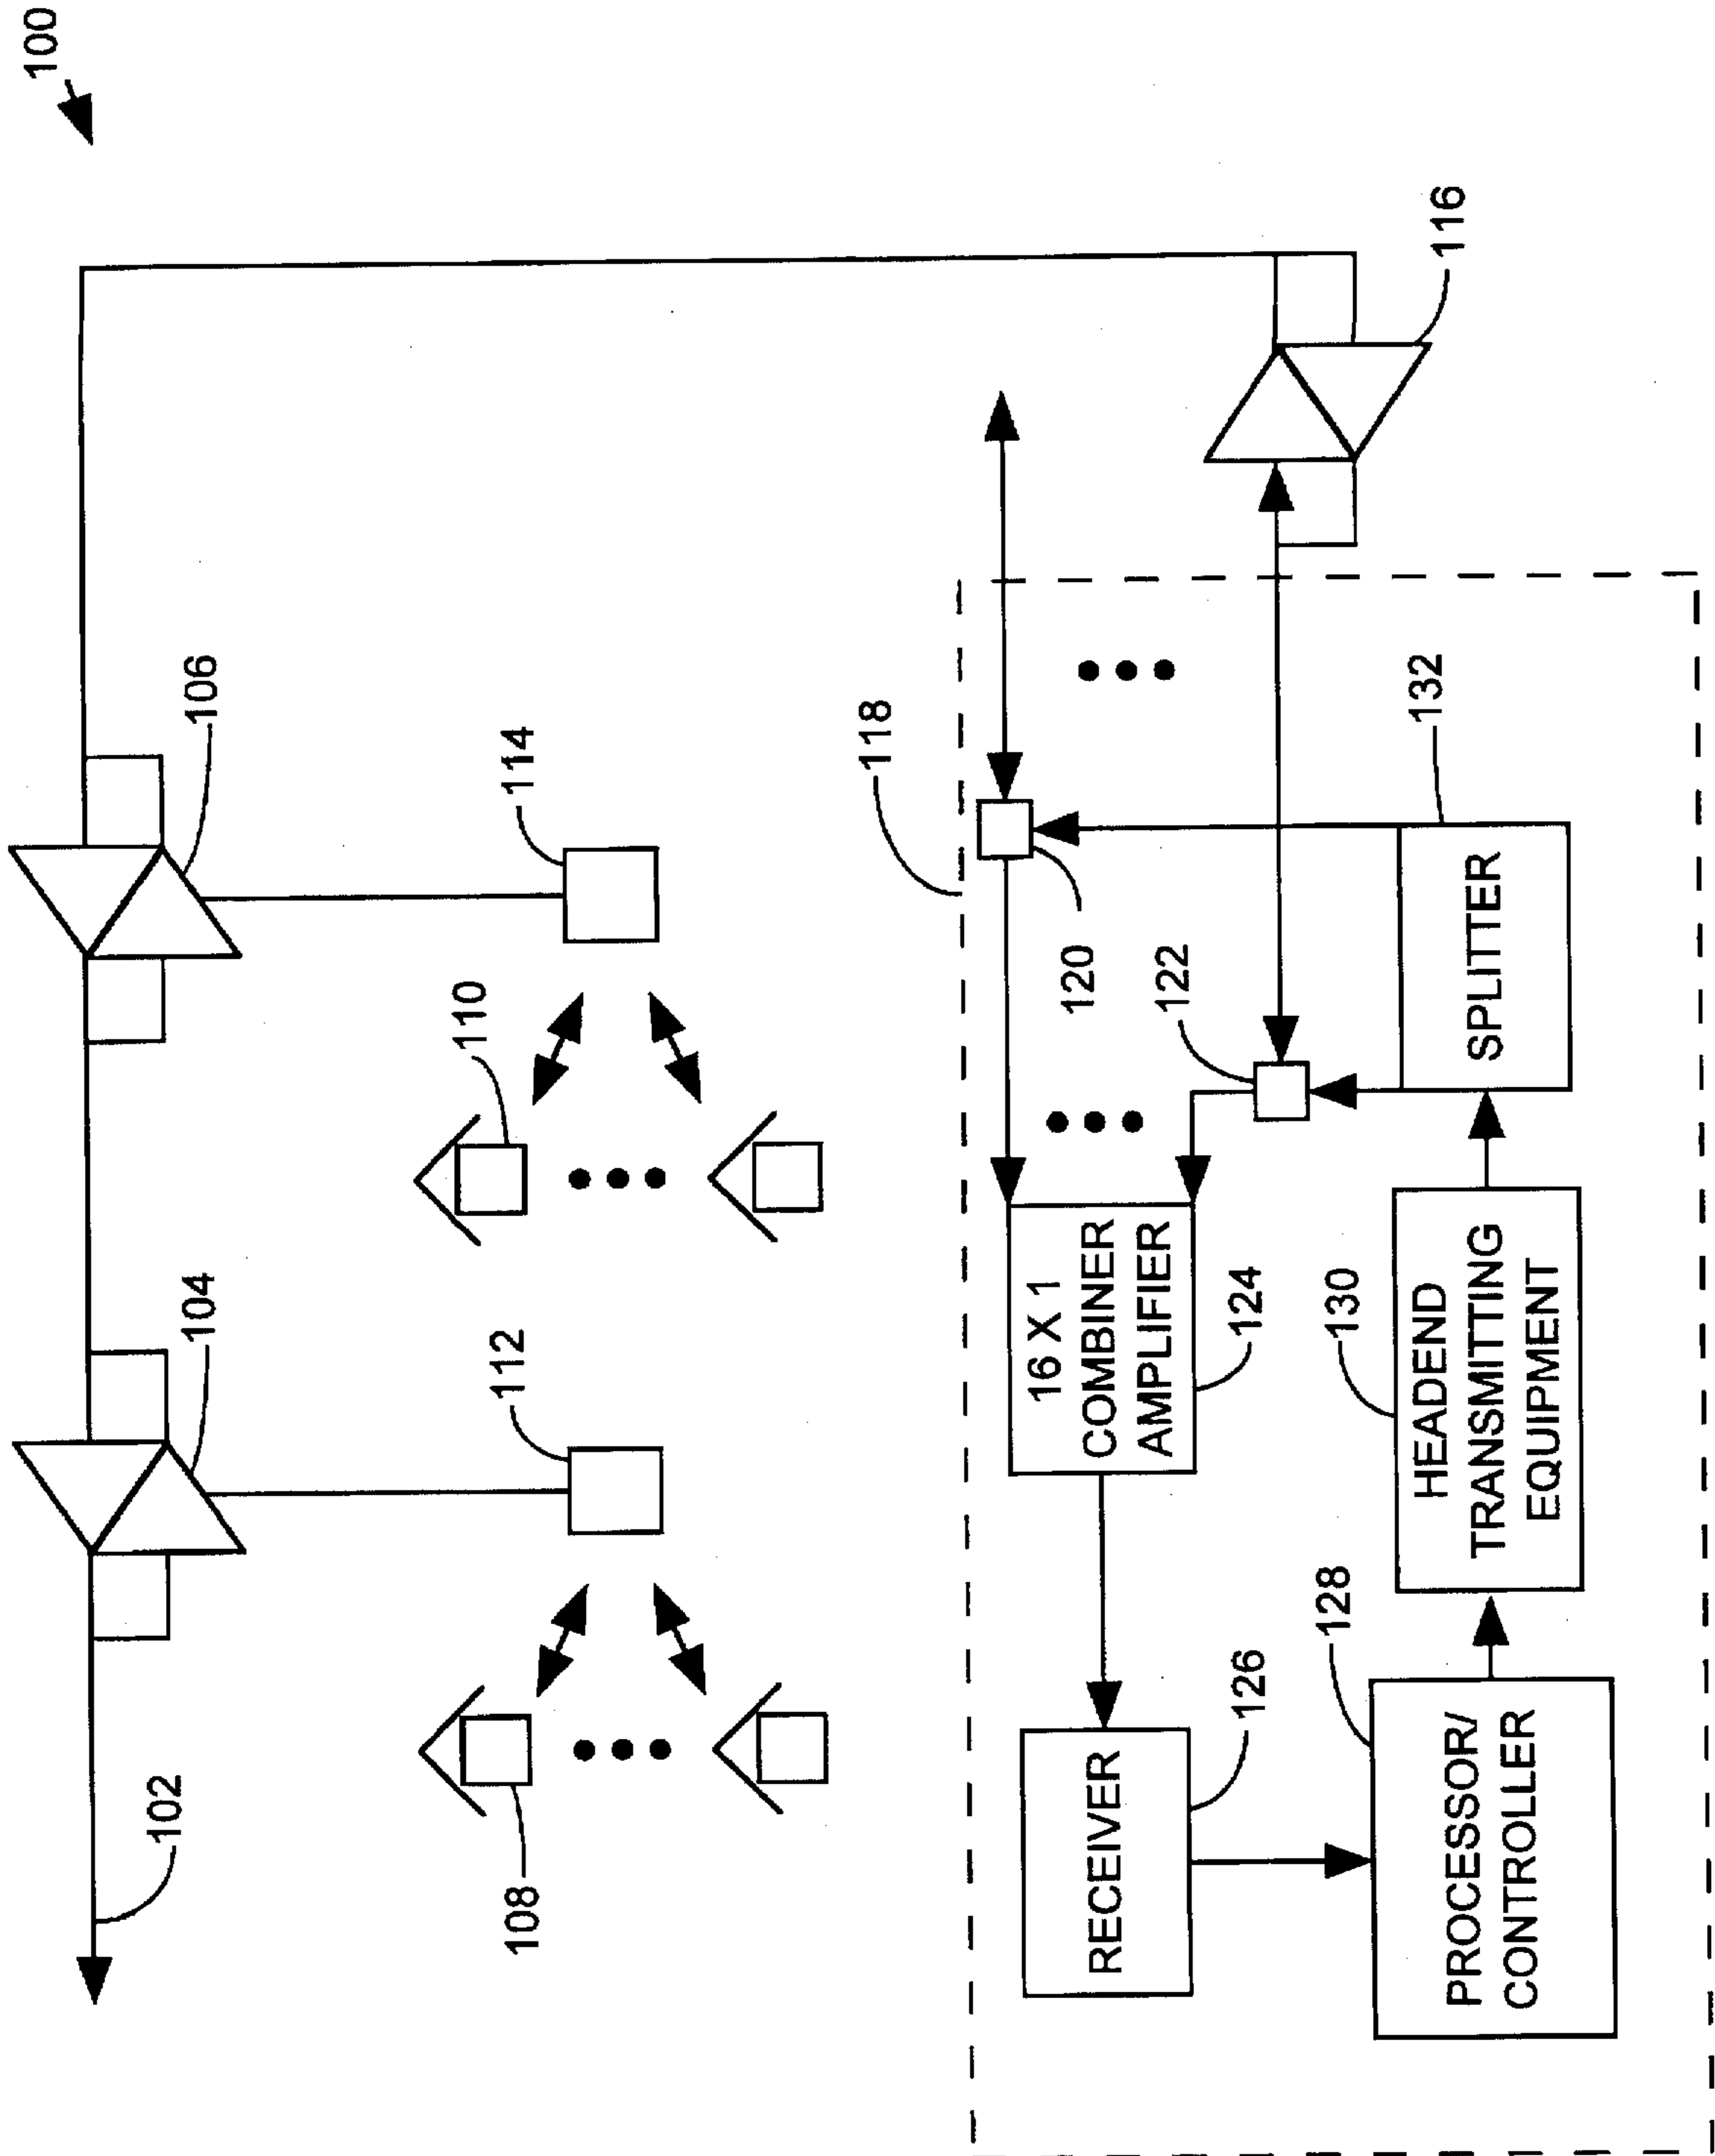 100
102
104
106
108
110
112
114
116
118
120
122
16 X 1
COMBINER
AMPLIFIER
124
RECEIVER
126
PROCESSOR/
CONTROLLER
128
HEADEND
TRANSMITTING
EQUIPMENT
130
SPLITTER
132